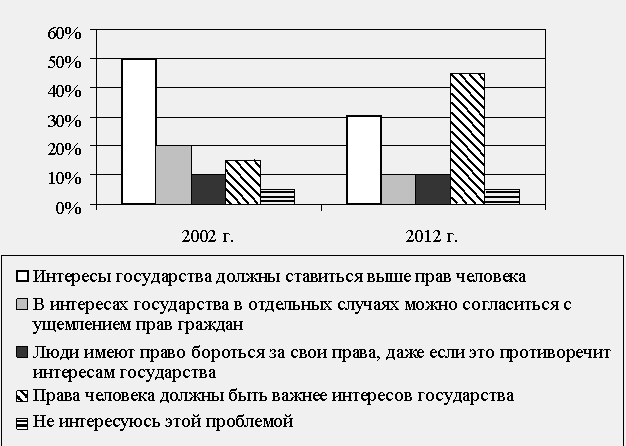 60%
50%
40%
30%
20%
10%
0%
2002 г.
2012 г.
Интересы государства должны ставиться выше прав человека
В интересах государства в отдельных случаях можно согласиться с
ущемлением прав граждан
Люди имеют право бороться за свои права, даже если это противоречит
интересам государства
Права человека должны быть важнее интересов государства
Не интересуюсь этой проблемой